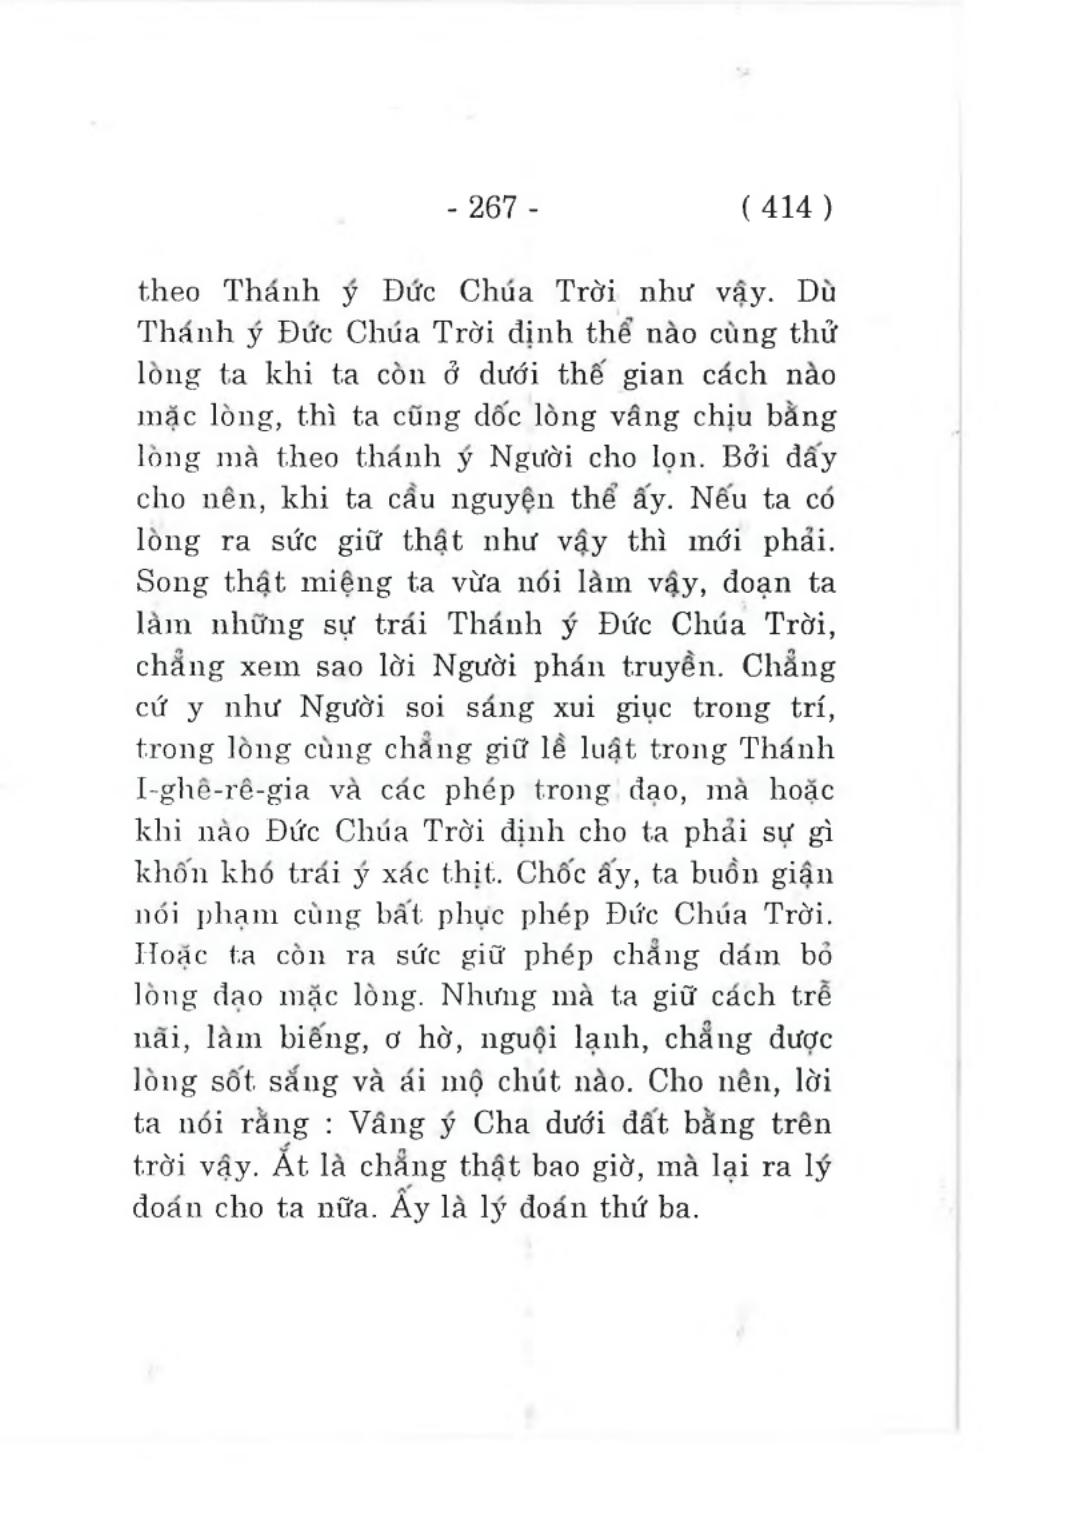 - 267 - ( 414 )
theo Thánh ý Đức Chúa Trời như vậy. Dù
Thánh ý Đức Chúa Trời định thể nào cùng thử
lòng ta khi ta còn ở dưới thế gian cách nào
mặc lòng, thì ta cũng dốc lòng vâng chịu bằng
lòng mà theo thánh ý Người cho lọn. Bởi đấy
cho nên, khi ta cầu nguyện thể ấy. Nếu ta có
lòng ra sức giữ thật như vậy thì mới phải.
Song thật miệng ta vừa nói làm vậy, đoạn ta
làm những sự trái Thánh ý Đức Chúa Trời,
chẳng xem sao lời Người phán truyền. Chẳng
cứ y như Người soi sáng xui giục trong trí,
trong lòng cùng chẳng giữ lề luật trong Thánh
I-ghê-rê-gia và các phép trong đạo, mà hoặc
khi nào Đức Chúa Trời định cho ta phải sự gì
khốn khó trái ý xác thịt. Chốc ấy, ta buồn giận
nói phạm cùng bất phục phép Đức Chúa Trời.
Hoặc ta còn ra sức giữ phép chẳng dám bỏ
lòng đạo mặc lòng. Nhưng mà ta giữ cách trễ
nãi, làm biếng, ơ hờ, nguội lạnh, chẳng được
lòng sốt sắng và ái mộ chút nào. Cho nên, lời
ta nói rằng : Vâng ý Cha dưới đất bằng trên
trời vậy. Ắt là chẳng thật bao giờ, mà lại ra lý
đoán cho ta nữa. Ấy là lý đoán thứ ba.